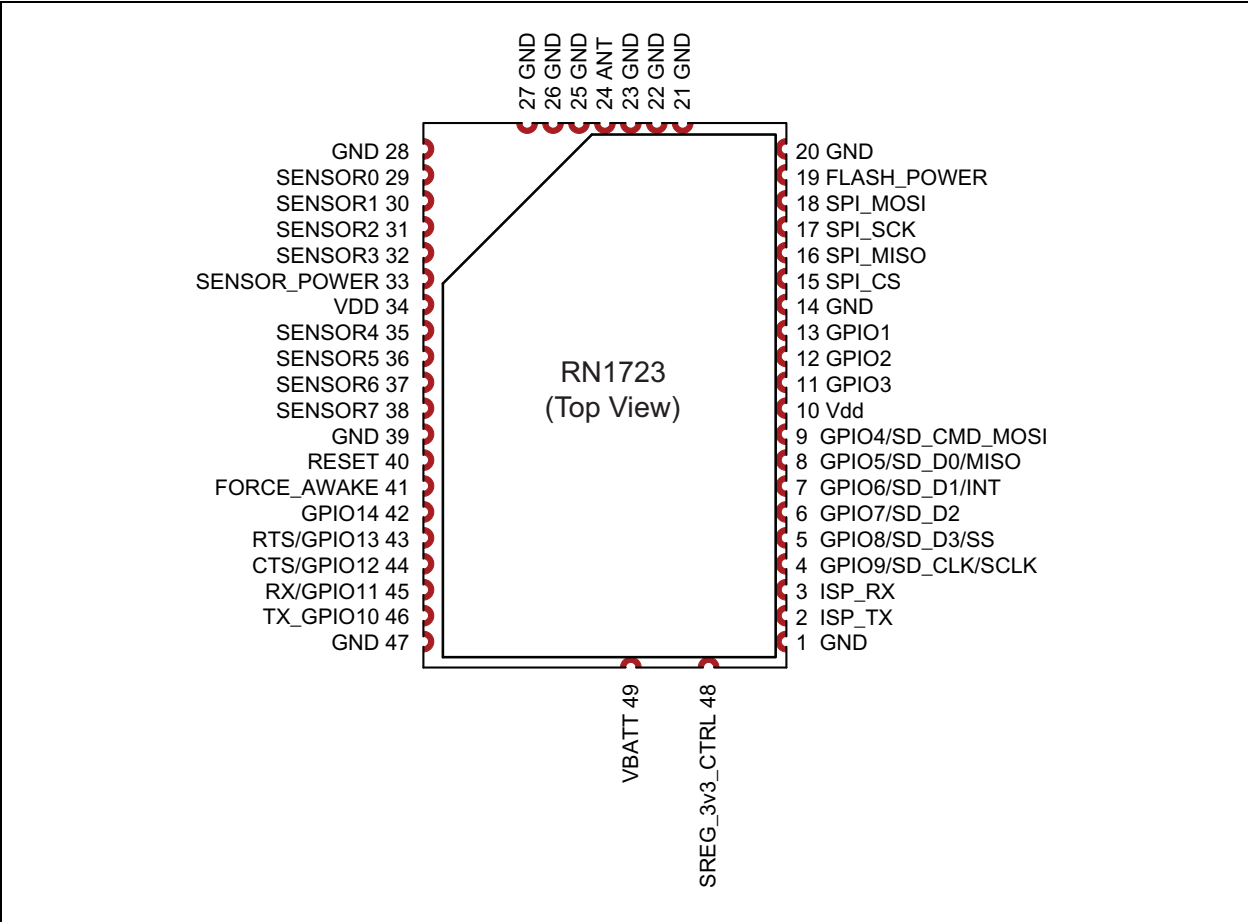 27 GND
26 GND
25 GND
24 ANT
23 GND
22 GND
21 GND
GND 28
SENSOR0 29
SENSOR1 30
SENSOR2 31
SENSOR3 32
SENSOR_POWER 33
VDD 34
SENSOR4 35
SENSOR5 36
SENSOR6 37
SENSOR7 38
GND 39
RESET 40
FORCE_AWAKE 41
GPIO14 42
RTS/GPIO13 43
CTS/GPIO12 44
RX/GPIO11 45
TX_GPIO10 46
GND 47
RN1723
(Top View)
20 GND
19 FLASH_POWER
18 SPI_MOSI
17 SPI_SCK
16 SPI_MISO
15 SPI_CS
14 GND
13 GPIO1
12 GPIO2
11 GPIO3
10 Vdd
9 GPIO4/SD_CMD_MOSI
8 GPIO5/SD_D0/MISO
7 GPIO6/SD_D1/INT
6 GPIO7/SD_D2
5 GPIO8/SD_D3/SS
4 GPIO9/SD_CLK/SCLK
3 ISP_RX
2 ISP_TX
1 GND
VBATT 49
SREG_3v3_CTRL 48